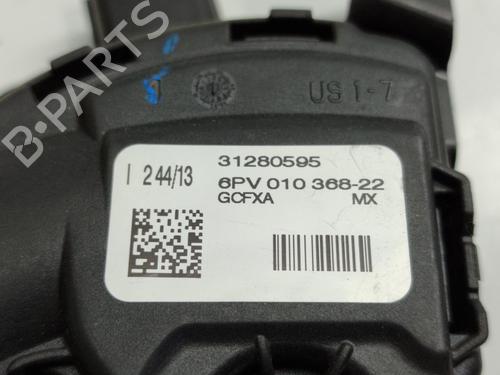 B-PARTS
US 1-7
31280595
I 244/13
6PV 010 368-22
GCFXA MX